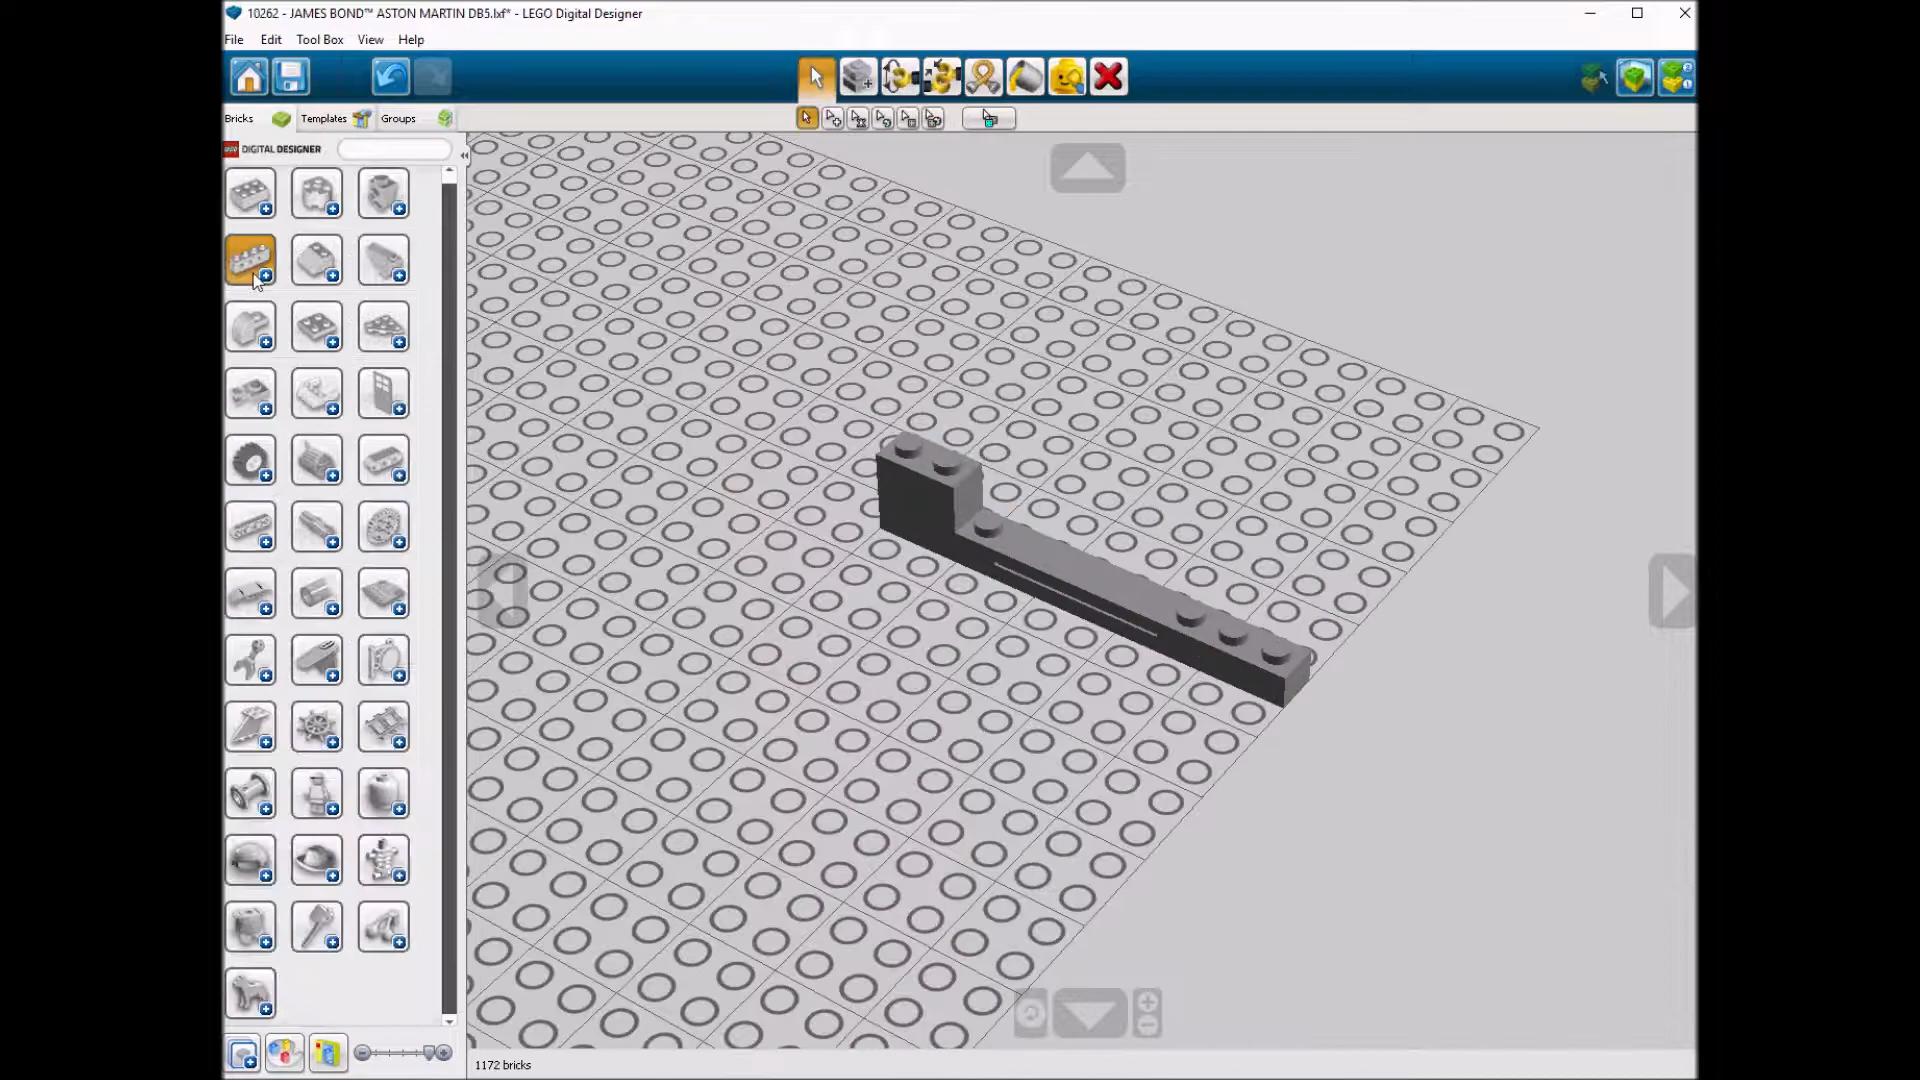 10262 - JAMES BOND™ ASTON MARTIN DB5.lxf* - LEGO Digital Designer
File Edit Tool Box View Help
Bricks Templates Groups
LEGO DIGITAL DESIGNER
1172 bricks